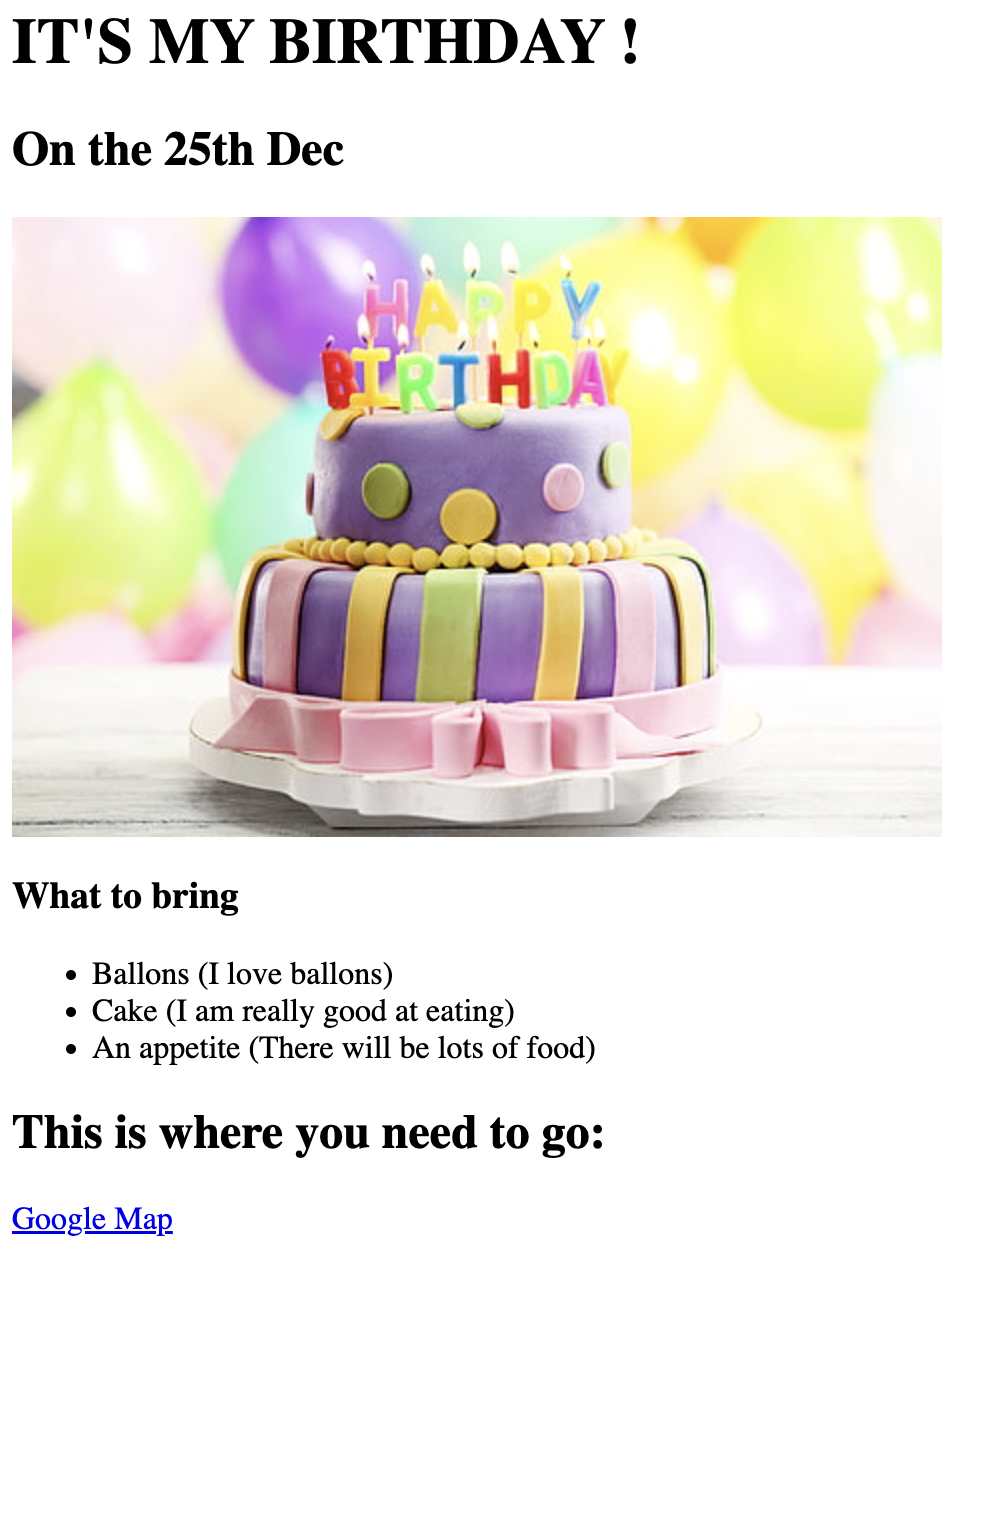 IT'S MY BIRTHDAY !
On the 25th Dec
HAPPY
BIRTHDAY
What to bring
Ballons (I love ballons)
Cake (I am really good at eating)
An appetite (There will be lots of food)
This is where you need to go:
Google Map